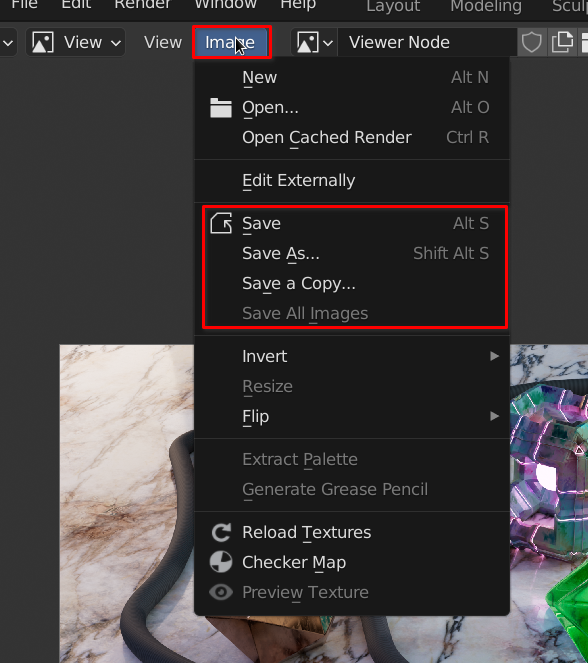 File Edit Render Window Help Layout Modeling
View View Image Viewer Node
New Alt N
Open... Alt O
Open Cached Render Ctrl R
Edit Externally
Save Alt S
Save As... Shift Alt S
Save a Copy...
Save All Images
Invert
Resize
Flip
Extract Palette
Generate Grease Pencil
Reload Textures
Checker Map
Preview Texture